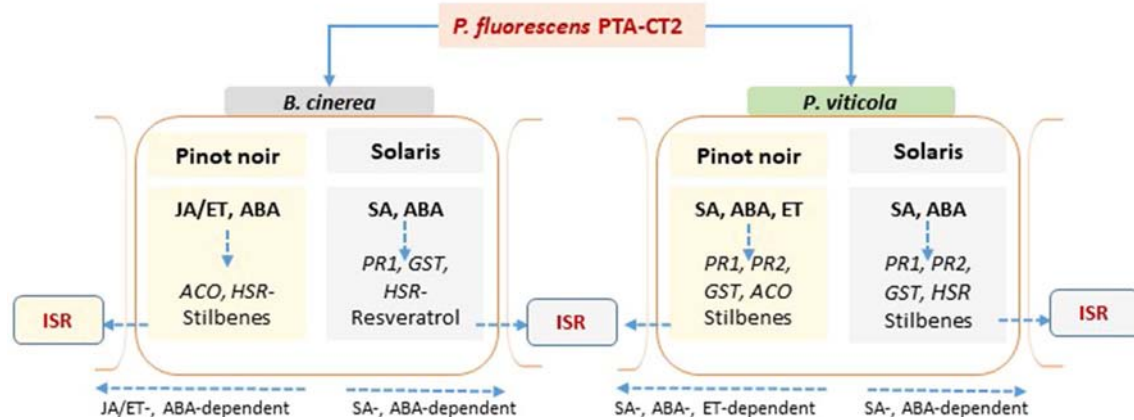 P. fluorescens PTA-CT2
B. cinerea
P. viticola
Pinot noir
Solaris
Pinot noir
Solaris
JA/ET, ABA
SA, ABA
SA, ABA, ET
SA, ABA
ACO, HSR-
Stilbenes
PR1, GST,
HSR-
Resveratrol
PR1, PR2,
GST, ACO
Stilbenes
PR1, PR2,
GST, HSR
Stilbenes
ISR
ISR
ISR
JA/ET-, ABA-dependent
SA-, ABA-dependent
SA-, ABA-, ET-dependent
SA-, ABA-dependent